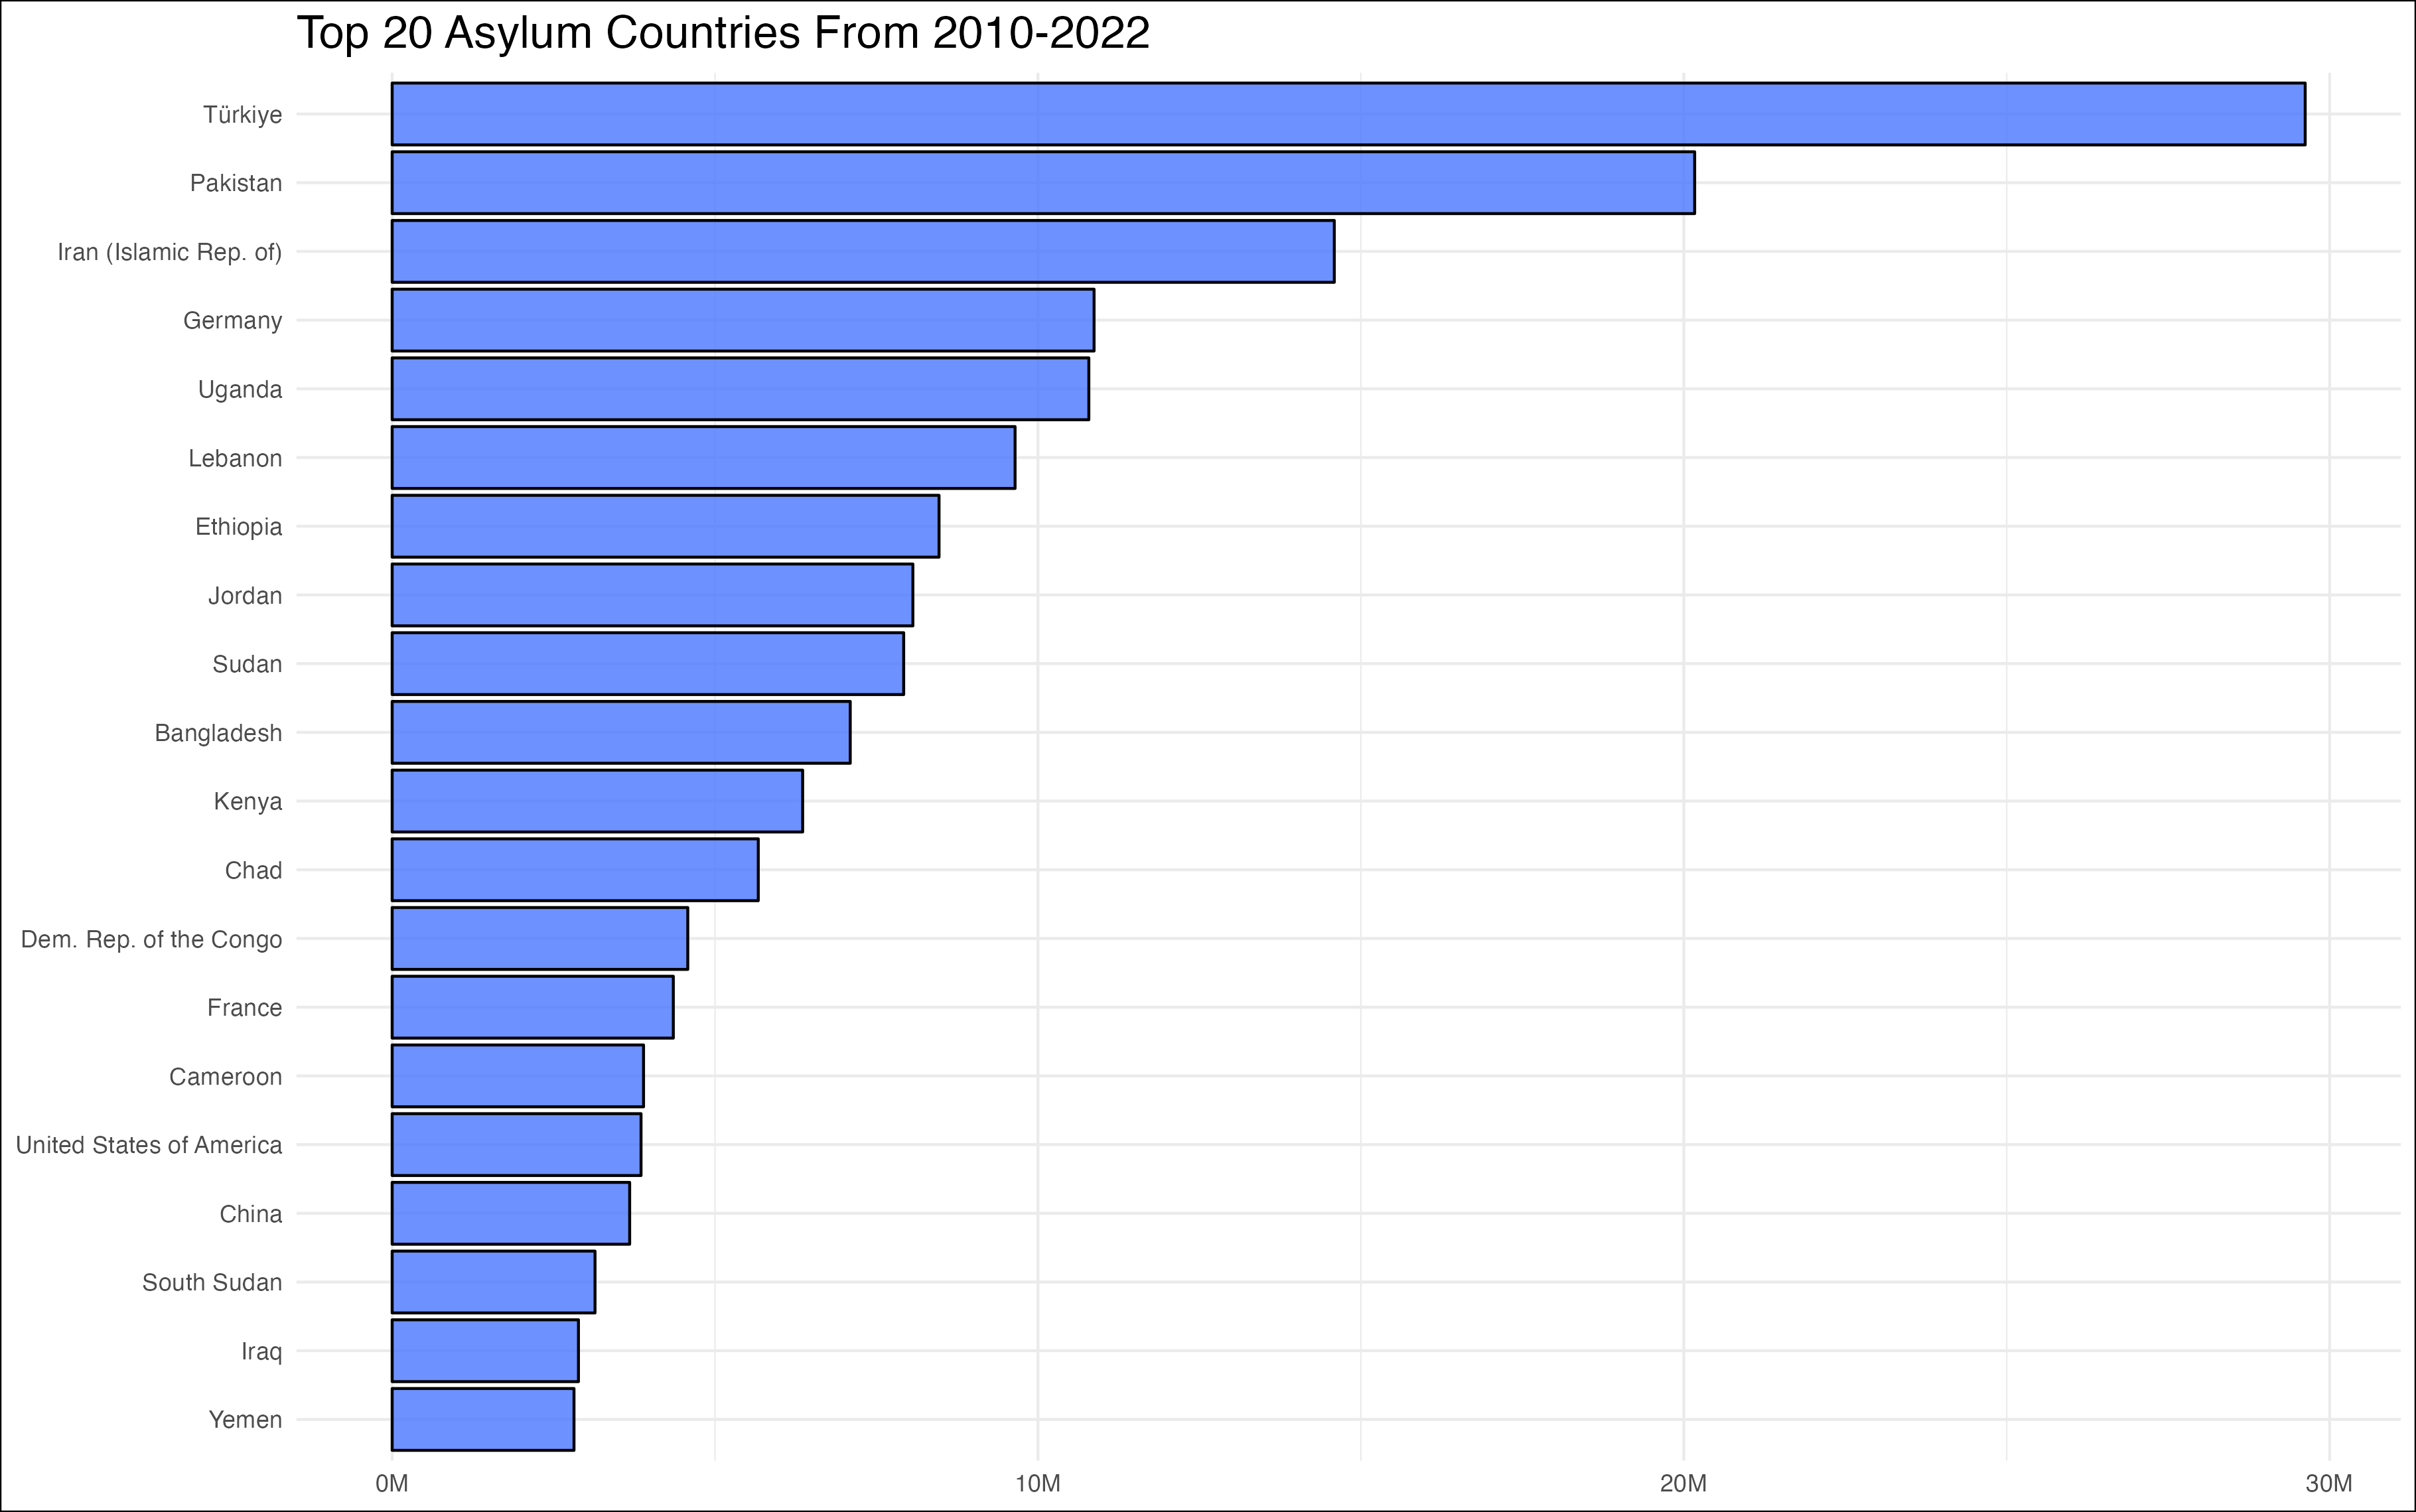 Top 20 Asylum Countries From 2010-2022
Türkiye
Pakistan
Iran (Islamic Rep. of)
Germany
Uganda
Lebanon
Ethiopia
Jordan
Sudan
Bangladesh
Kenya
Chad
Dem. Rep. of the Congo
France
Cameroon
United States of America
China
South Sudan
Iraq
Yemen
0M 10M 20M 30M